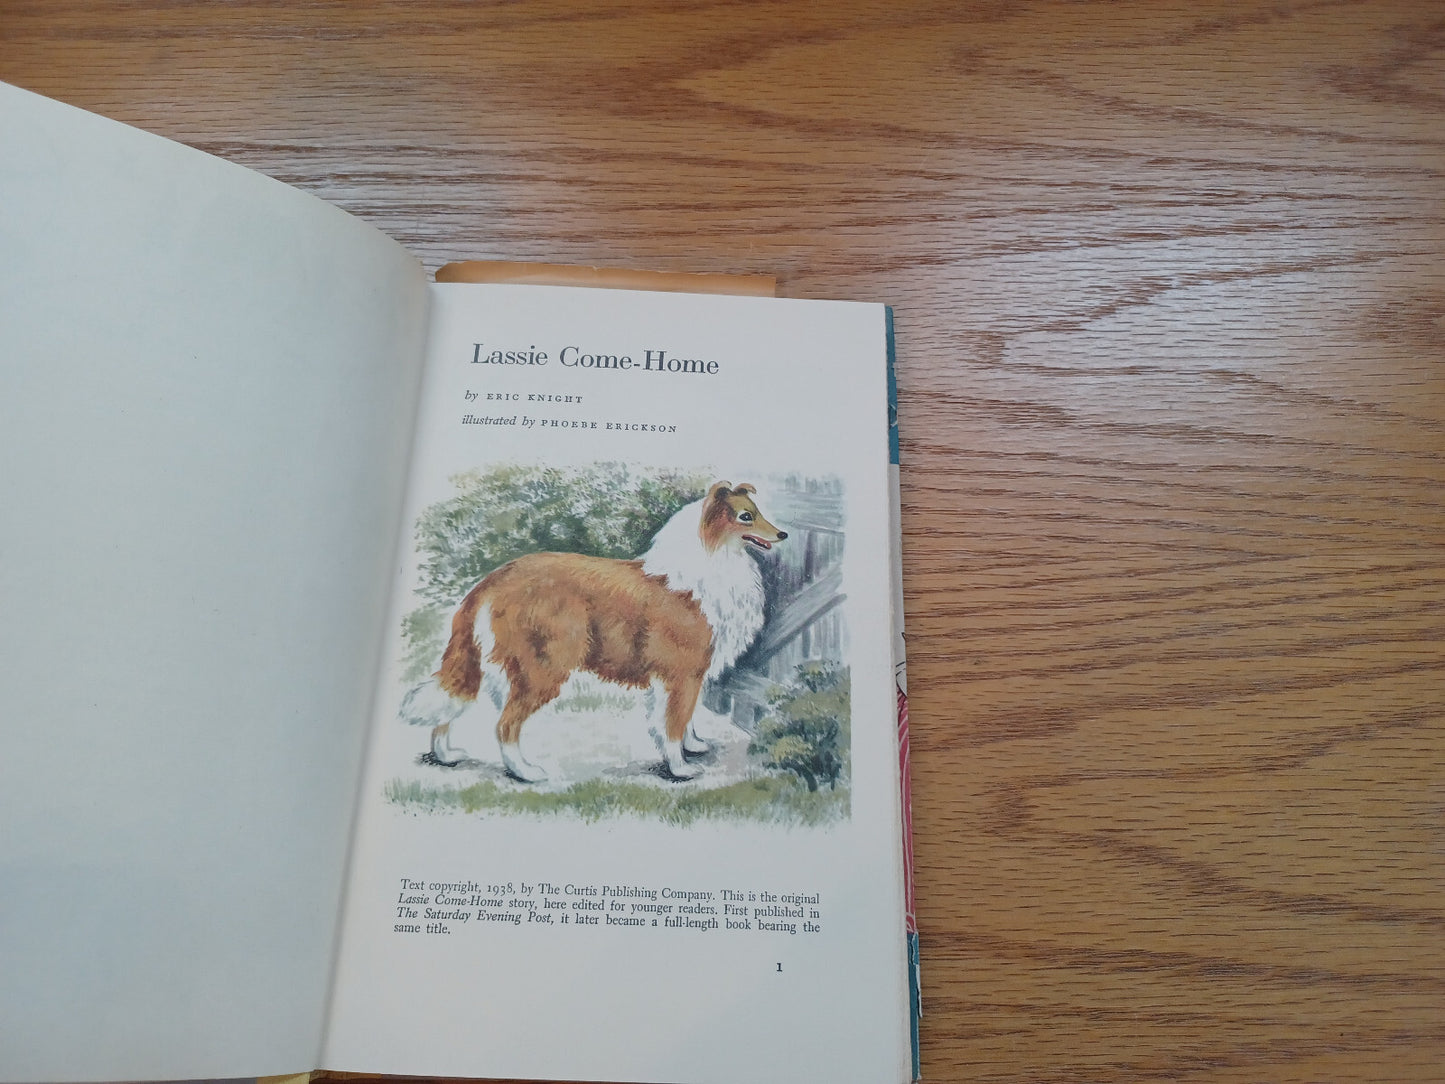 Lassie Come-Home
by ERIC KNIGHT
illustrated by PHOEBE ERICKSON
Text copyright, 1938, by The Curtis Publishing Company. This is the original
Lassie Come-Home story, here edited for younger readers. First published in
The Saturday Evening Post, it later became a full-length book bearing the
same title.
1